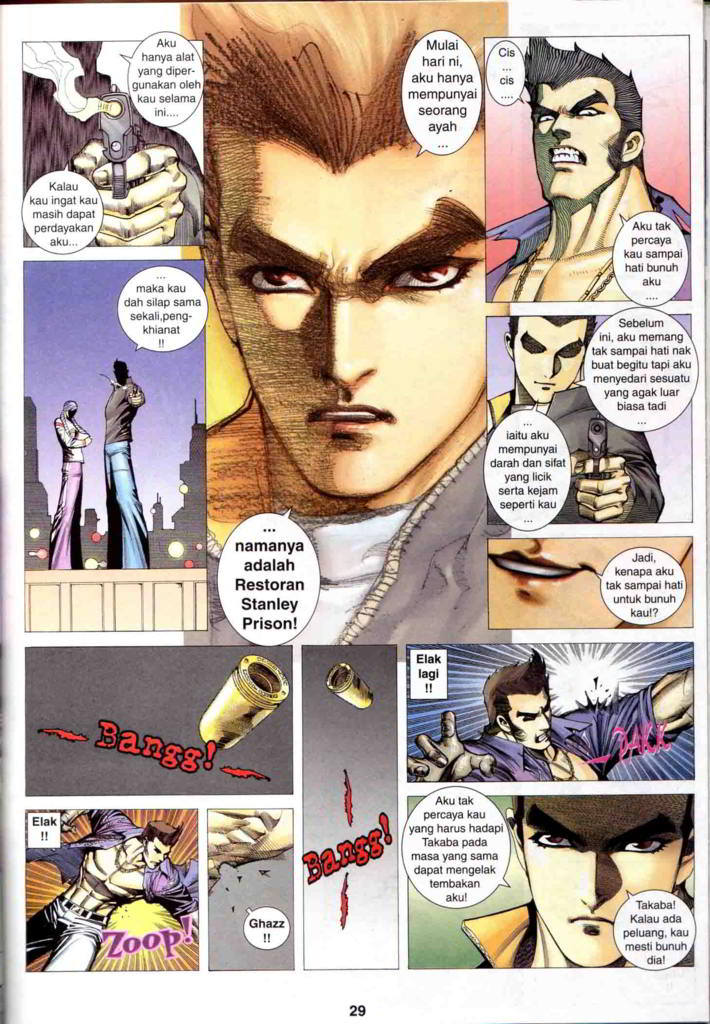 Aku
hanya alat
yang diper-
gunakan oleh
kau selama
ini....
Kalau
kau ingat kau
masih dapat
perdayakan
aku...
...
maka kau
dah silap sama
sekali,peng-
khianat
!!
Mulai
hari ni,
aku hanya
mempunyai
seorang
ayah
...
...
namanya
adalah
Restoran
Stanley
Prison!
Cis
...
cis
....
Aku tak
percaya
kau sampai
hati bunuh
aku
....
Sebelum
ini, aku memang
tak sampai hati nak
buat begitu tapi aku
menyedari sesuatu
yang agak luar
biasa tadi
...
...
iaitu aku
mempunyai
darah dan sifat
yang licik
serta kejam
seperti kau
...
Jadi,
kenapa aku
tak sampai hati
untuk bunuh
kau!?
Bangg!
Bangg!
Elak
lagi
!!
DAKK
Elak
!!
Zoop!
Ghazz
!!
Aku tak
percaya kau
yang harus hadapi
Takaba pada
masa yang sama
dapat mengelak
tembakan
aku!
Takaba!
Kalau ada
peluang, kau
mesti bunuh
dia!
29